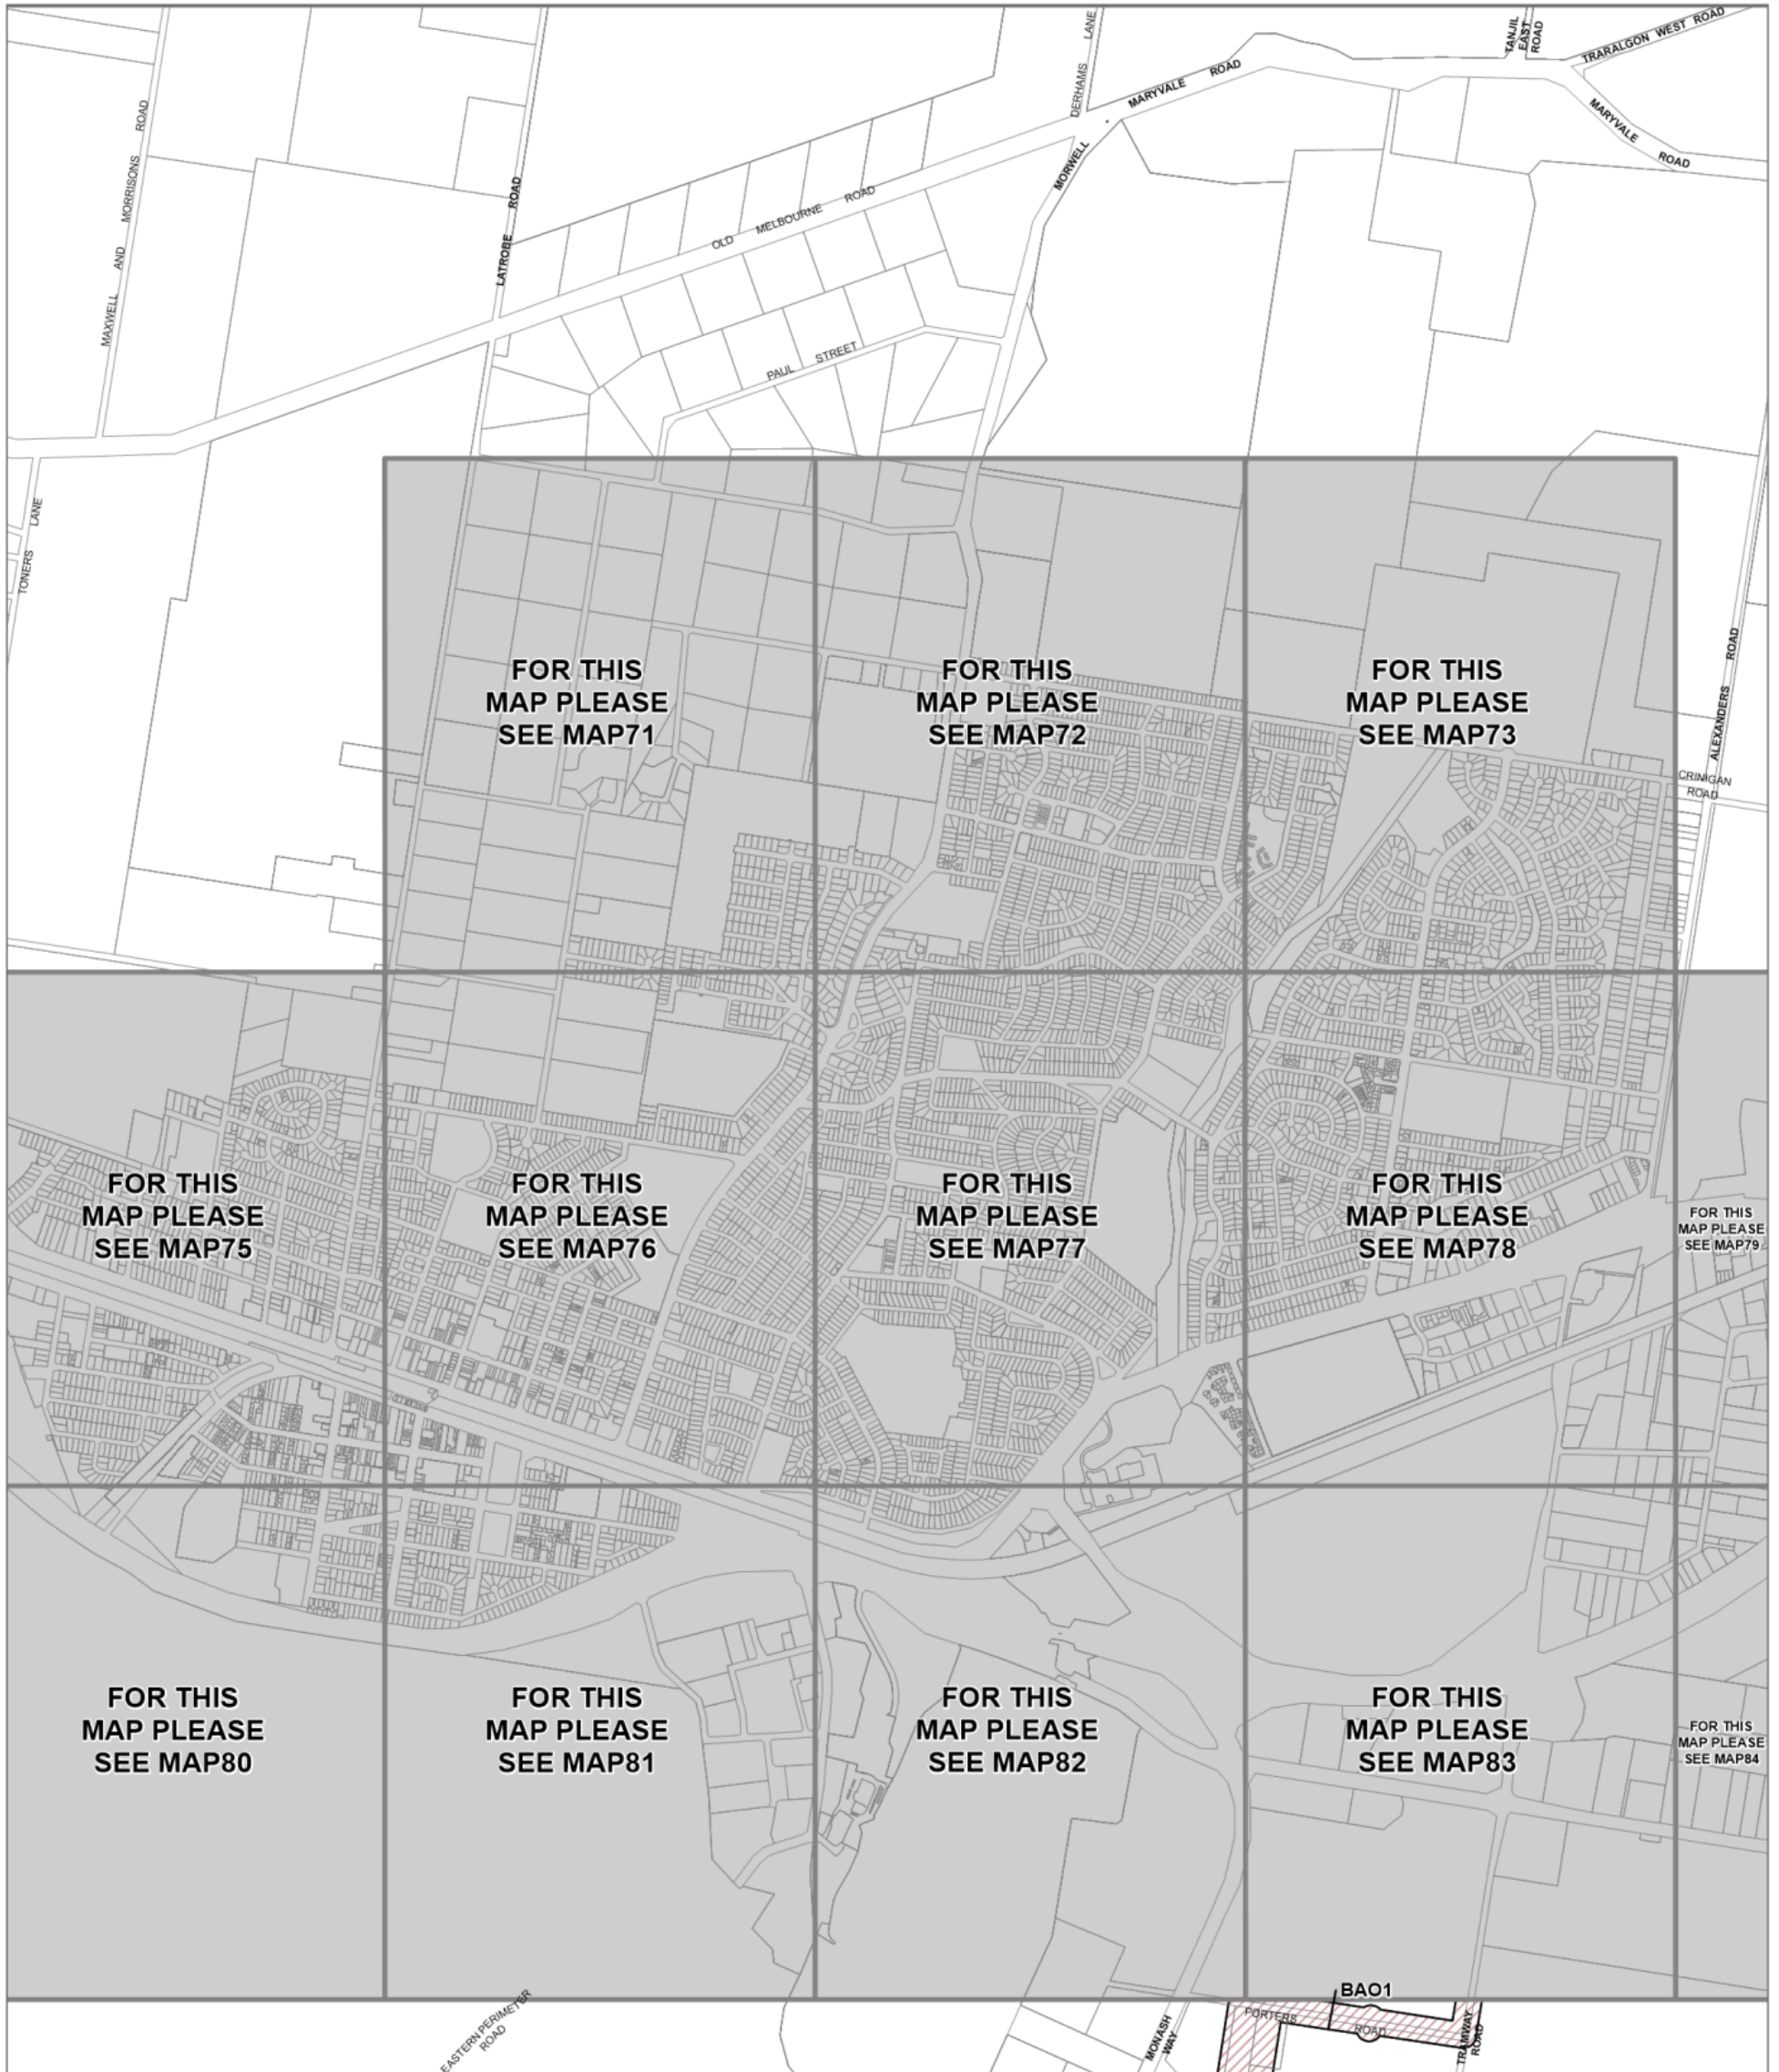 TANJIL
EAST
ROAD
TRARALGON WEST ROAD
DERHAMS LANE
MARYVALE ROAD
MARYVALE ROAD
MORWELL
MAXWELL AND MORRISONS ROAD
LATROBE ROAD
OLD MELBOURNE ROAD
PAUL STREET
TONERS LANE
ALEXANDERS ROAD
CRINIGAN
ROAD
FOR THIS
MAP PLEASE
SEE MAP71
FOR THIS
MAP PLEASE
SEE MAP72
FOR THIS
MAP PLEASE
SEE MAP73
FOR THIS
MAP PLEASE
SEE MAP75
FOR THIS
MAP PLEASE
SEE MAP76
FOR THIS
MAP PLEASE
SEE MAP77
FOR THIS
MAP PLEASE
SEE MAP78
FOR THIS
MAP PLEASE
SEE MAP79
FOR THIS
MAP PLEASE
SEE MAP80
FOR THIS
MAP PLEASE
SEE MAP81
FOR THIS
MAP PLEASE
SEE MAP82
FOR THIS
MAP PLEASE
SEE MAP83
FOR THIS
MAP PLEASE
SEE MAP84
BAO1
EASTERN PERIMETER
ROAD
MONASH
WAY
PORTERS ROAD
TRAMWAY
ROAD